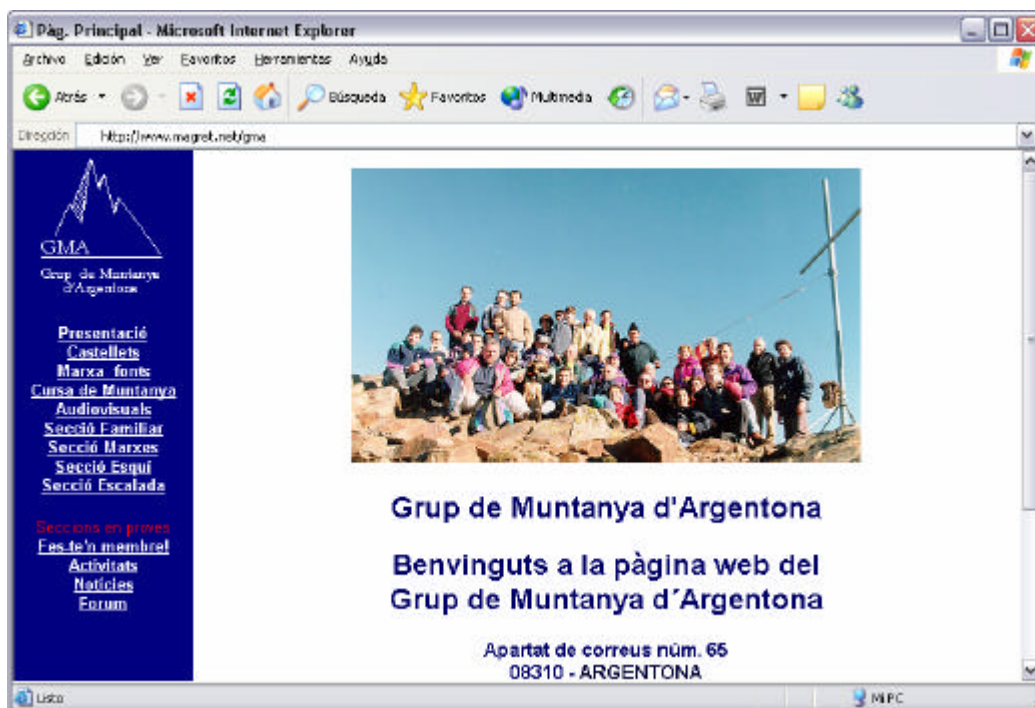 Pàg. Principal - Microsoft Internet Explorer
Archivo Edición Ver Favoritos Herramientas Ayuda
Atrás Búsqueda Favoritos Multimedia
Dirección http://www.magret.net/gma
GMA
Grup de Muntanya
d'Argentona
Presentació
Castellets
Marxa fonts
Cursa de Muntanya
Audiovisuals
Secció Familiar
Secció Marxes
Secció Esquí
Secció Escalada
Seccions en proves
Fes-te'n membre!
Activitats
Notícies
Forum
Grup de Muntanya d'Argentona
Benvinguts a la pàgina web del
Grup de Muntanya d´Argentona
Apartat de correus núm. 65
08310 - ARGENTONA
Listo Mi PC